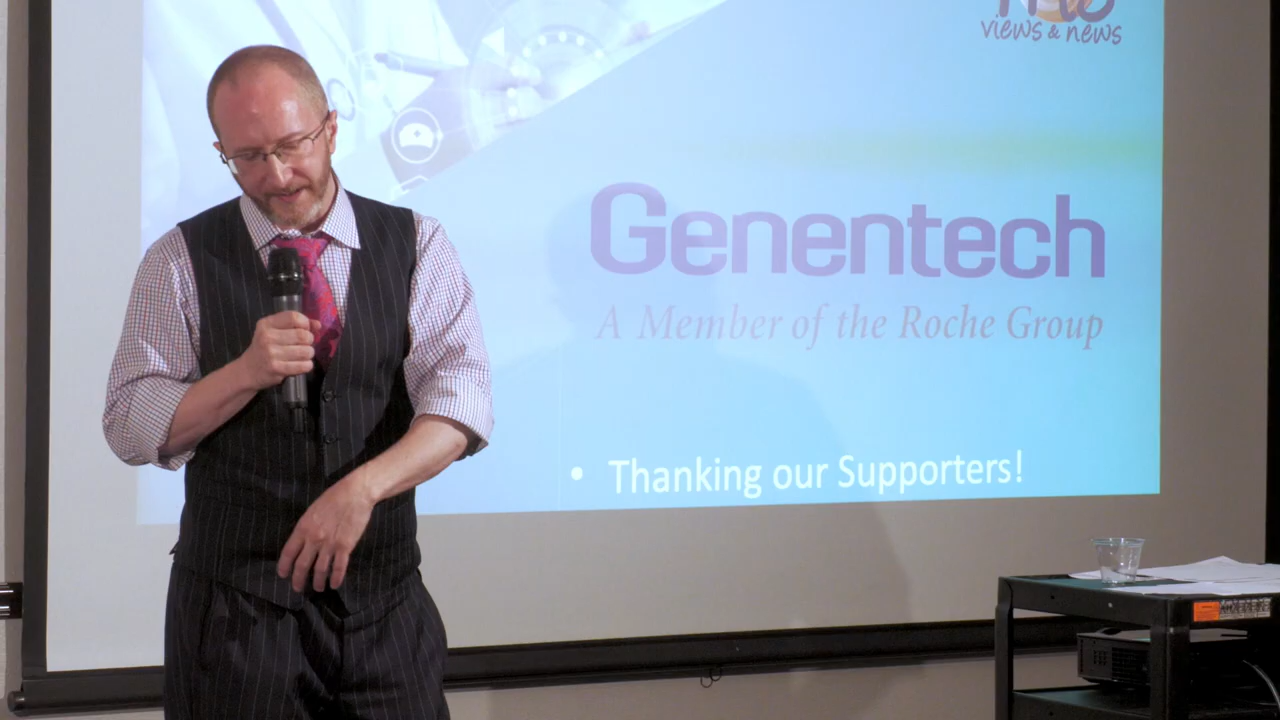 views & news
Genentech
A Member of the Roche Group
• Thanking our Supporters!